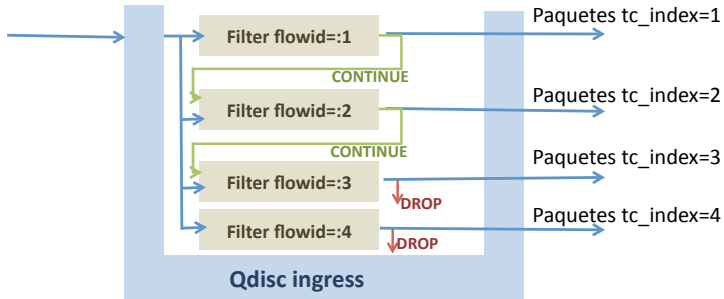 Filter flowid=:1
Paquetes tc_index=1
CONTINUE
Filter flowid=:2
Paquetes tc_index=2
CONTINUE
Filter flowid=:3
Paquetes tc_index=3
DROP
Filter flowid=:4
Paquetes tc_index=4
DROP
Qdisc ingress